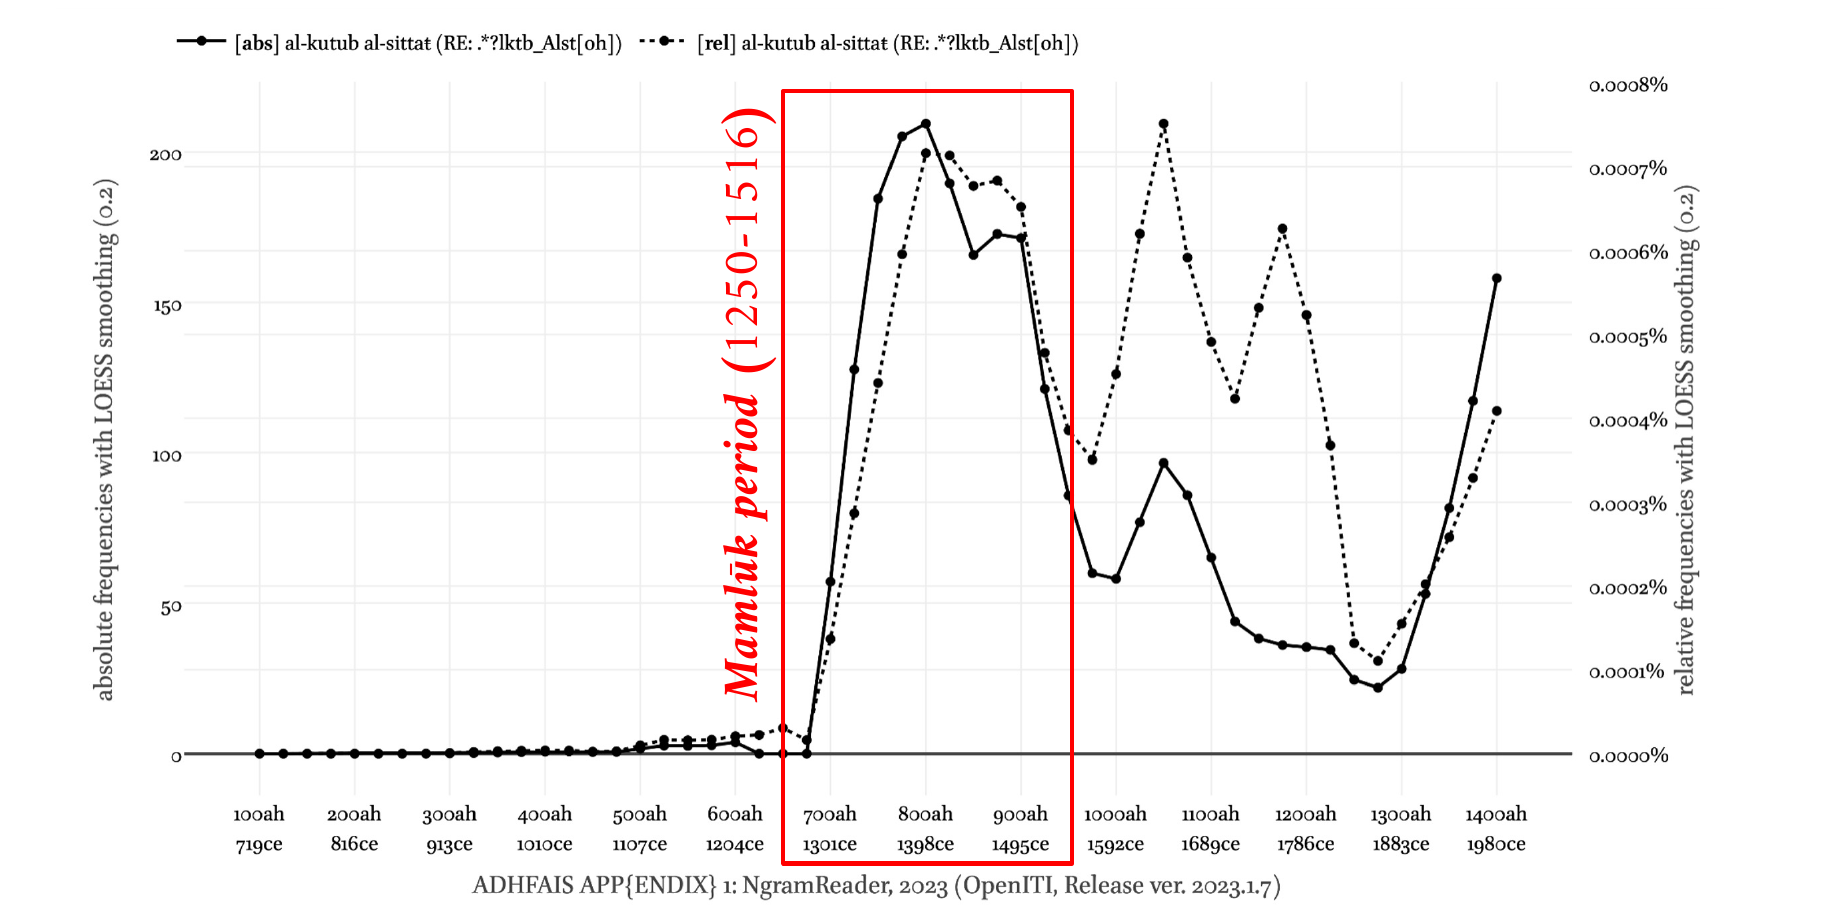 [abs] al-kutub al-sittaŧ (RE: .*?lktb_Alst[oh])
[rel] al-kutub al-sittaŧ (RE: .*?lktb_Alst[oh])
absolute frequencies with LOESS smoothing (0.2)
200
150
100
50
0
Mamlūk period (1250-1516)
0.0008%
0.0007%
0.0006%
0.0005%
0.0004%
0.0003%
0.0002%
0.0001%
0.0000%
relative frequencies with LOESS smoothing (0.2)
100ah 200ah 300ah 400ah 500ah 600ah 700ah 800ah 900ah 1000ah 1100ah 1200ah 1300ah 1400ah
719ce 816ce 913ce 1010ce 1107ce 1204ce 1301ce 1398ce 1495ce 1592ce 1689ce 1786ce 1883ce 1980ce
ADHFAIS APP{ENDIX} 1: NgramReader, 2023 (OpenITI, Release ver. 2023.1.7)